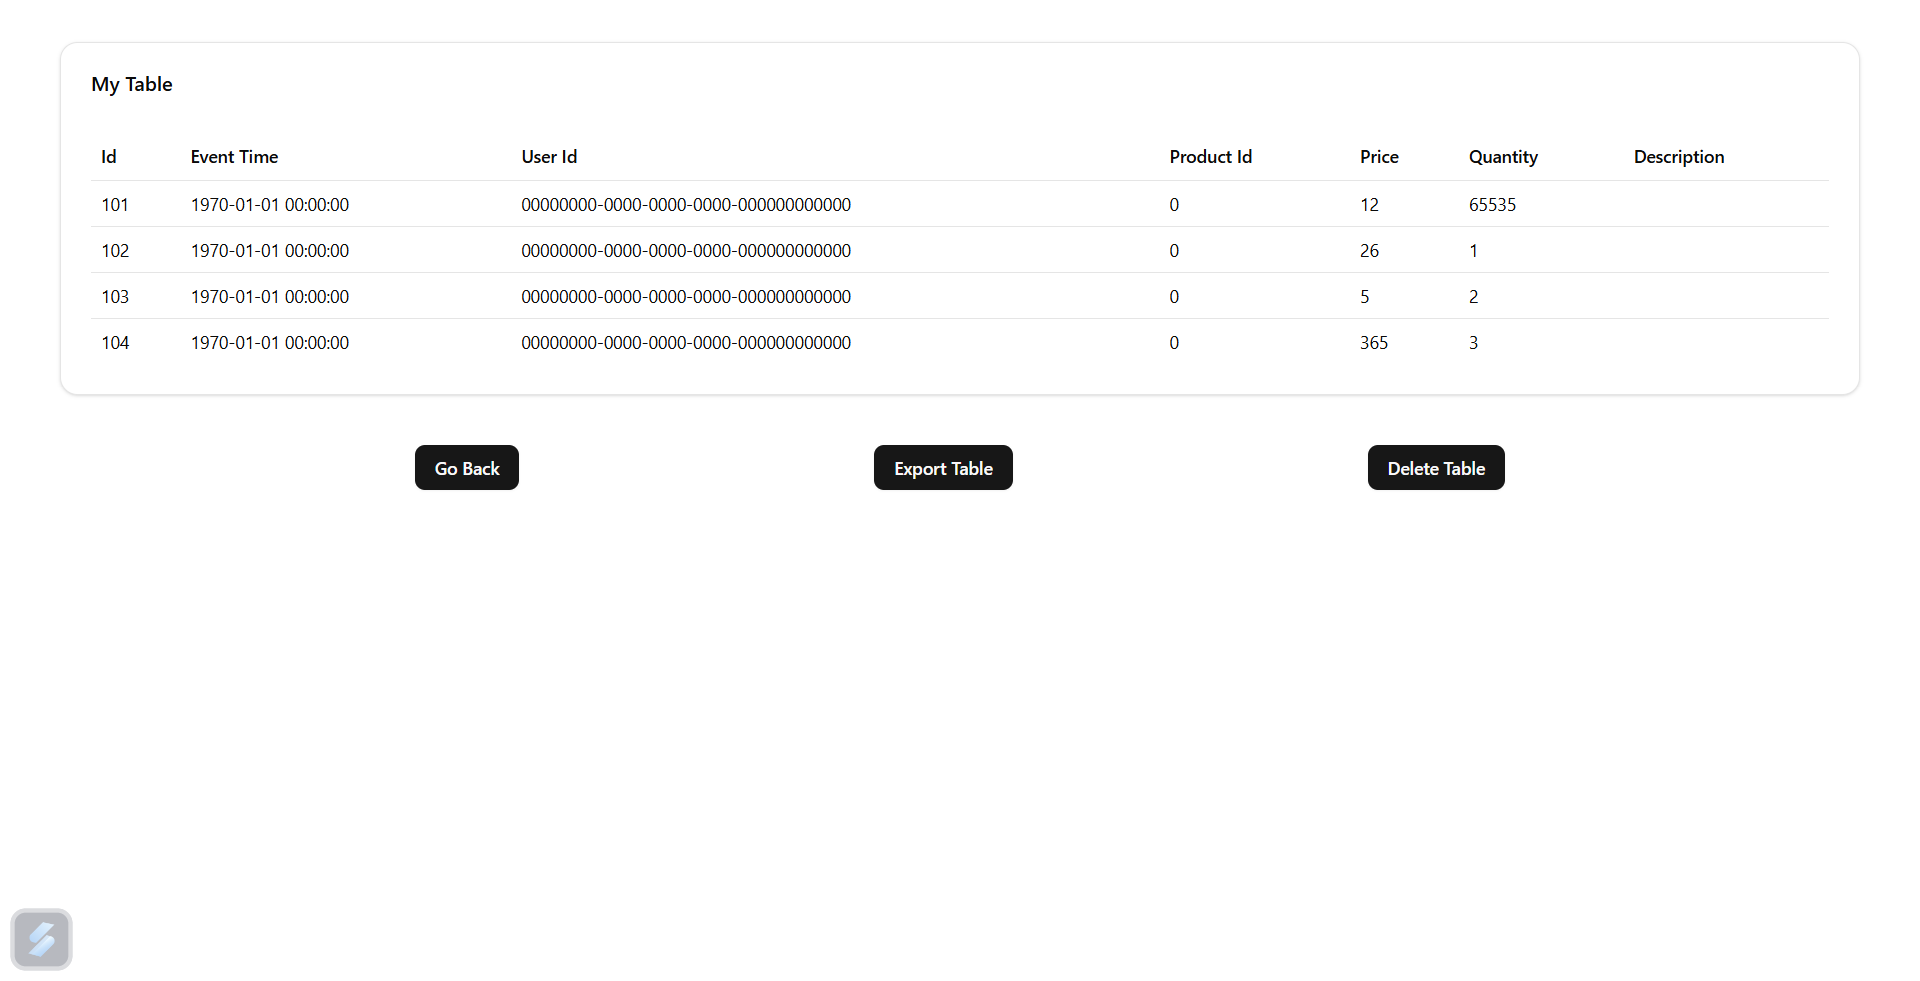 My Table
Id Event Time User Id Product Id Price Quantity Description
101 1970-01-01 00:00:00 00000000-0000-0000-0000-000000000000 0 12 65535
102 1970-01-01 00:00:00 00000000-0000-0000-0000-000000000000 0 26 1
103 1970-01-01 00:00:00 00000000-0000-0000-0000-000000000000 0 5 2
104 1970-01-01 00:00:00 00000000-0000-0000-0000-000000000000 0 365 3
Go Back Export Table Delete Table